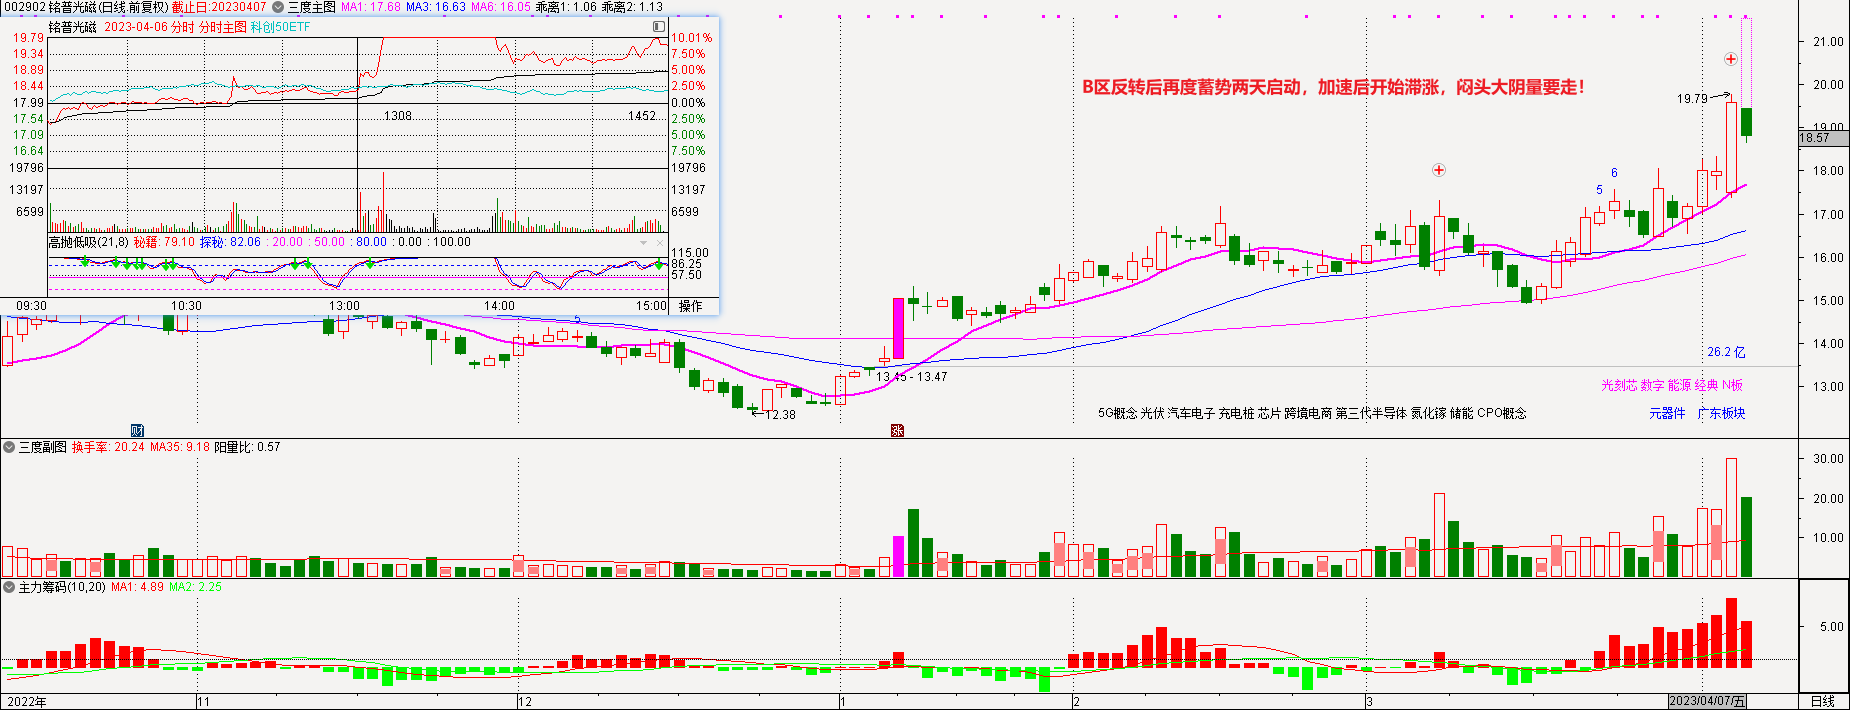 002902 铭普光磁(日线.前复权) 截止日:20230407 三度主图 MA1: 17.68 MA3: 16.63 MA6: 16.05 乖离1: 1.06 乖离2: 1.13
铭普光磁 2023-04-06 分时 分时主图 科创50ETF
19.79 10.01%
19.34 7.50%
18.89 5.00%
18.44 2.50%
17.99 0.00%
17.54 2.50%
17.09 5.00%
16.64 7.50%
1308 1452
19796 19796
13197 13197
6599 6599
高抛低吸(21,8) 秘籍: 79.10 探秘: 82.06 : 20.00 : 50.00 : 80.00 : 0.00 : 100.00
115.00
86.25
57.50
09:30 10:30 13:00 14:00 15:00 操作
B区反转后再度蓄势两天启动，加速后开始滞涨，闷头大阴量要走！
21.00
20.00
19.00
18.57
18.00
17.00
16.00
15.00
14.00
13.00
19.79
5 6
5
13.45 - 13.47
12.38
26.2 亿
光刻芯 数字 能源 经典 N板
5G概念 光伏 汽车电子 充电桩 芯片 跨境电商 第三代半导体 氮化镓 储能 CPO概念
元器件 广东板块
财 涨
三度副图 换手率: 20.24 MA35: 9.18 阳量比: 0.57
30.00
20.00
10.00
主力筹码(10,20) MA1: 4.89 MA2: 2.25
5.00
2022年 11 12 1 2 3 2023/04/07/五 日线